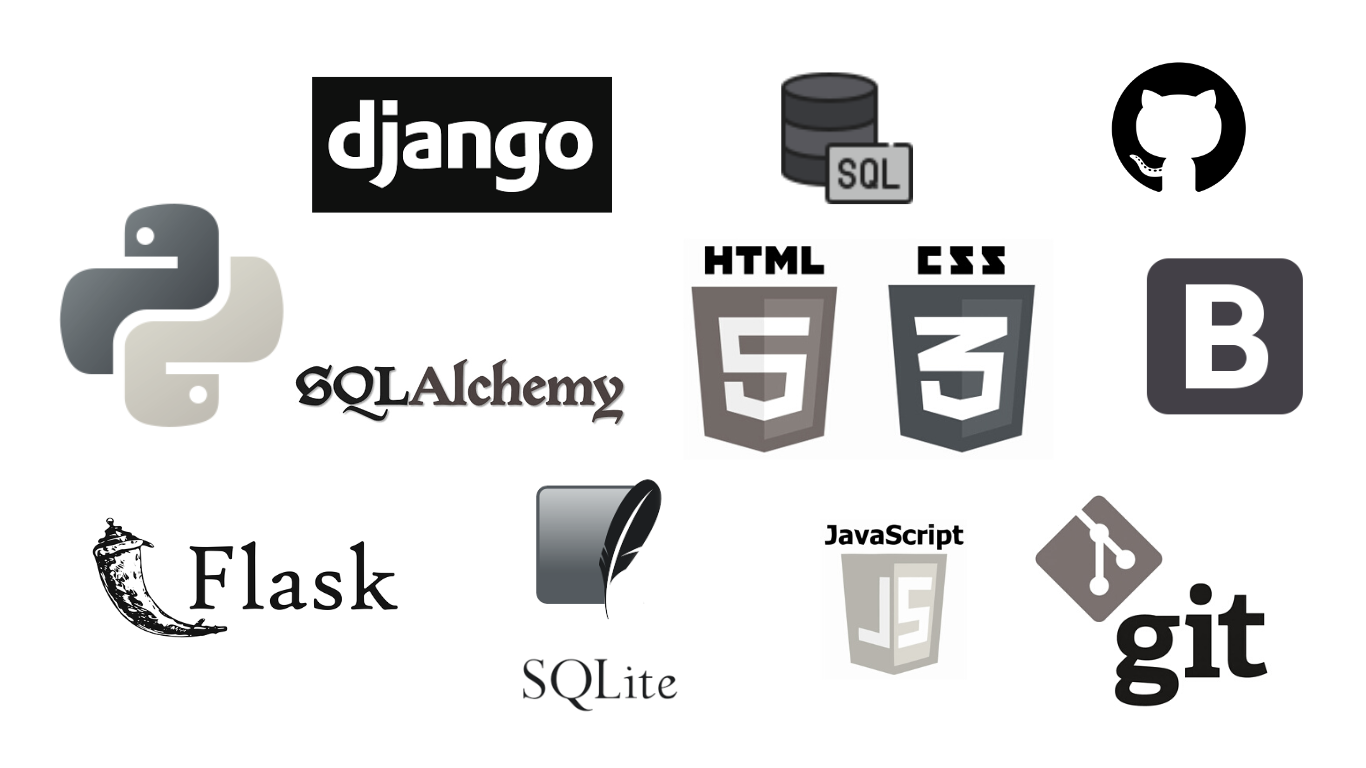 django
SQL
HTML
5
CSS
3
B
SQLAlchemy
Flask
SQLite
JavaScript
JS
git